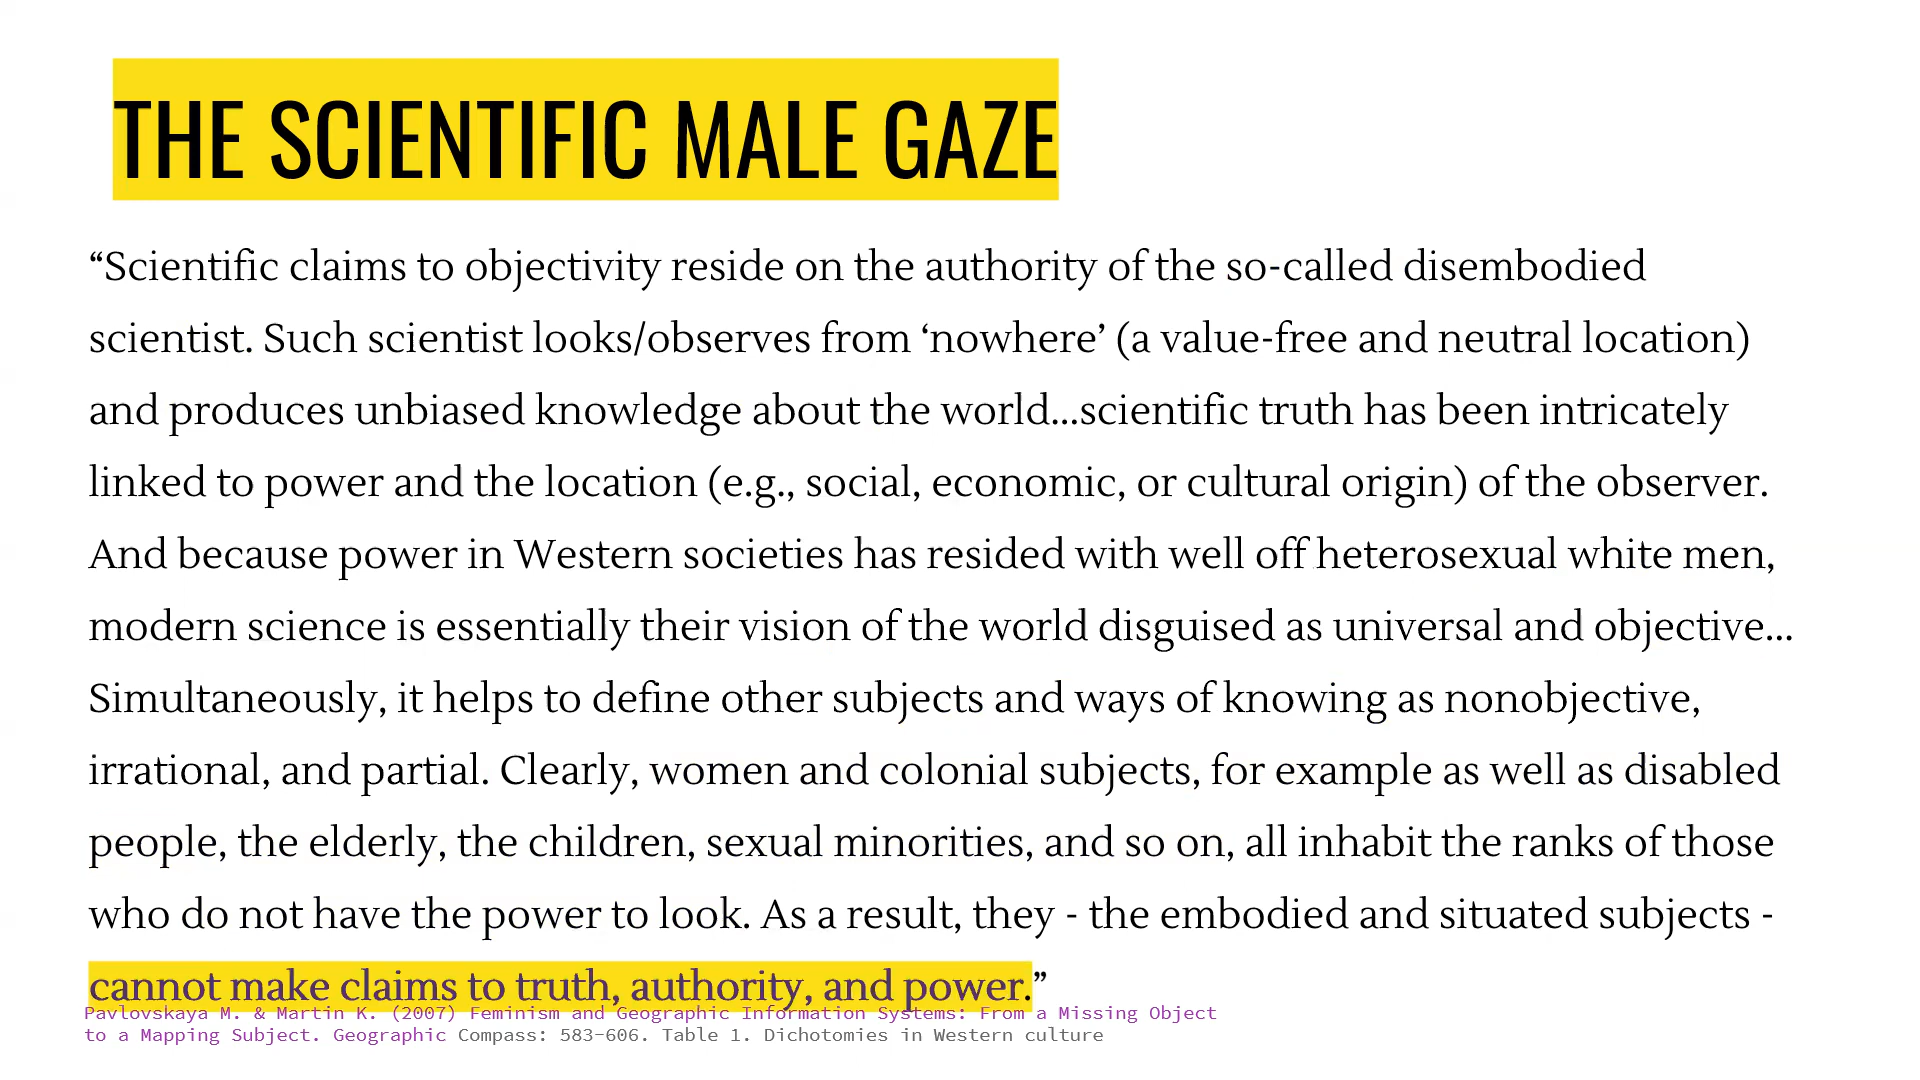 THE SCIENTIFIC MALE GAZE
“Scientific claims to objectivity reside on the authority of the so-called disembodied
scientist. Such scientist looks/observes from ‘nowhere’ (a value-free and neutral location)
and produces unbiased knowledge about the world...scientific truth has been intricately
linked to power and the location (e.g., social, economic, or cultural origin) of the observer.
And because power in Western societies has resided with well off heterosexual white men,
modern science is essentially their vision of the world disguised as universal and objective...
Simultaneously, it helps to define other subjects and ways of knowing as nonobjective,
irrational, and partial. Clearly, women and colonial subjects, for example as well as disabled
people, the elderly, the children, sexual minorities, and so on, all inhabit the ranks of those
who do not have the power to look. As a result, they - the embodied and situated subjects -
cannot make claims to truth, authority, and power.”
Pavlovskaya M. & Martin K. (2007) Feminism and Geographic Information Systems: From a Missing Object
to a Mapping Subject. Geographic Compass: 583-606. Table 1. Dichotomies in Western culture